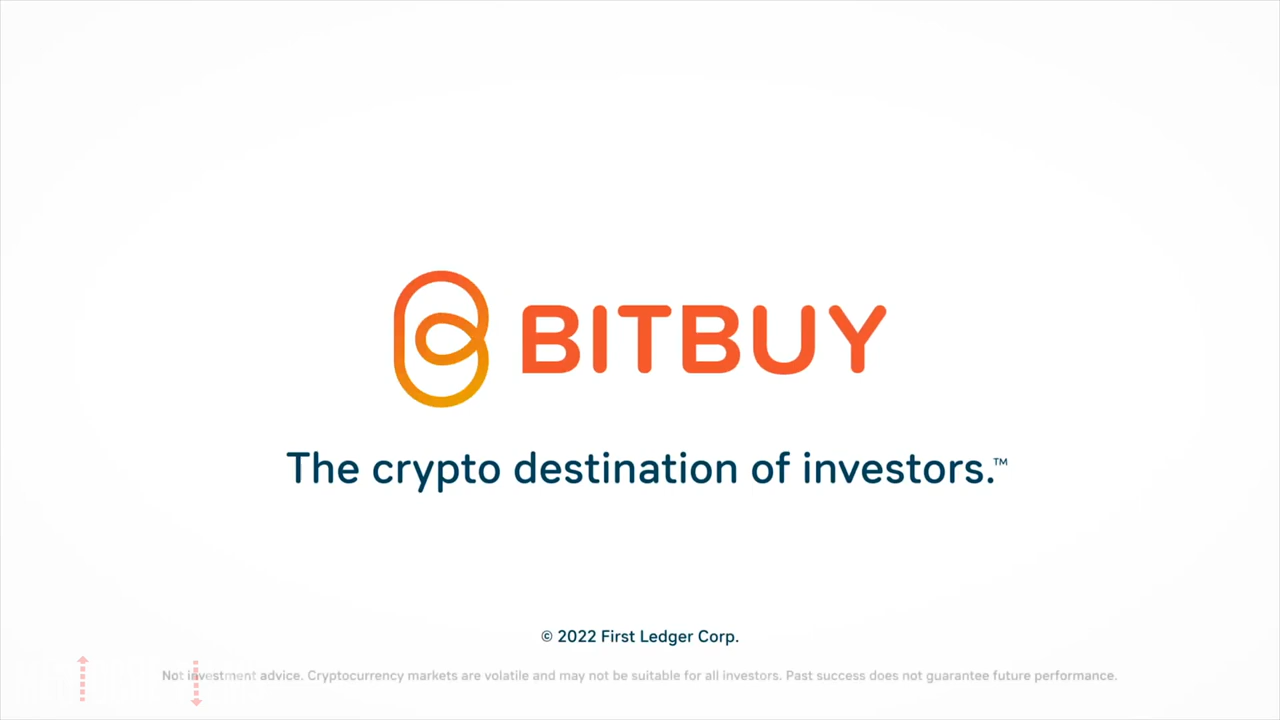 BITBUY
The crypto destination of investors.™
© 2022 First Ledger Corp.
Not investment advice. Cryptocurrency markets are volatile and may not be suitable for all investors. Past success does not guarantee future performance.